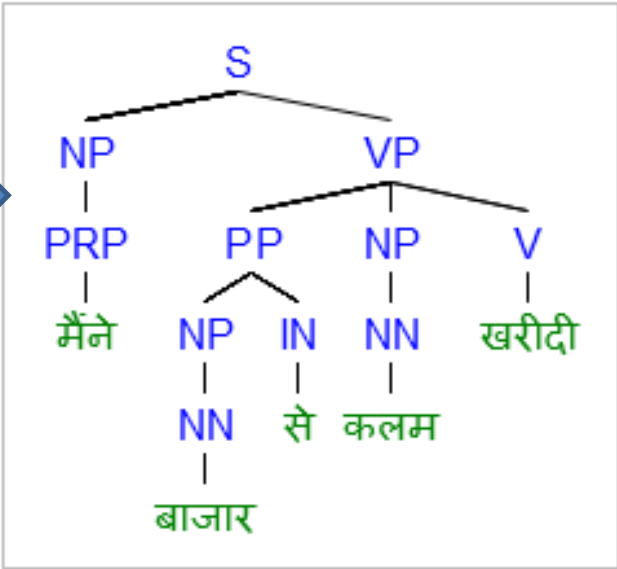 S
NP VP
PRP PP NP V
मैंने NP IN NN खरीदी
NN से कलम
बाजार